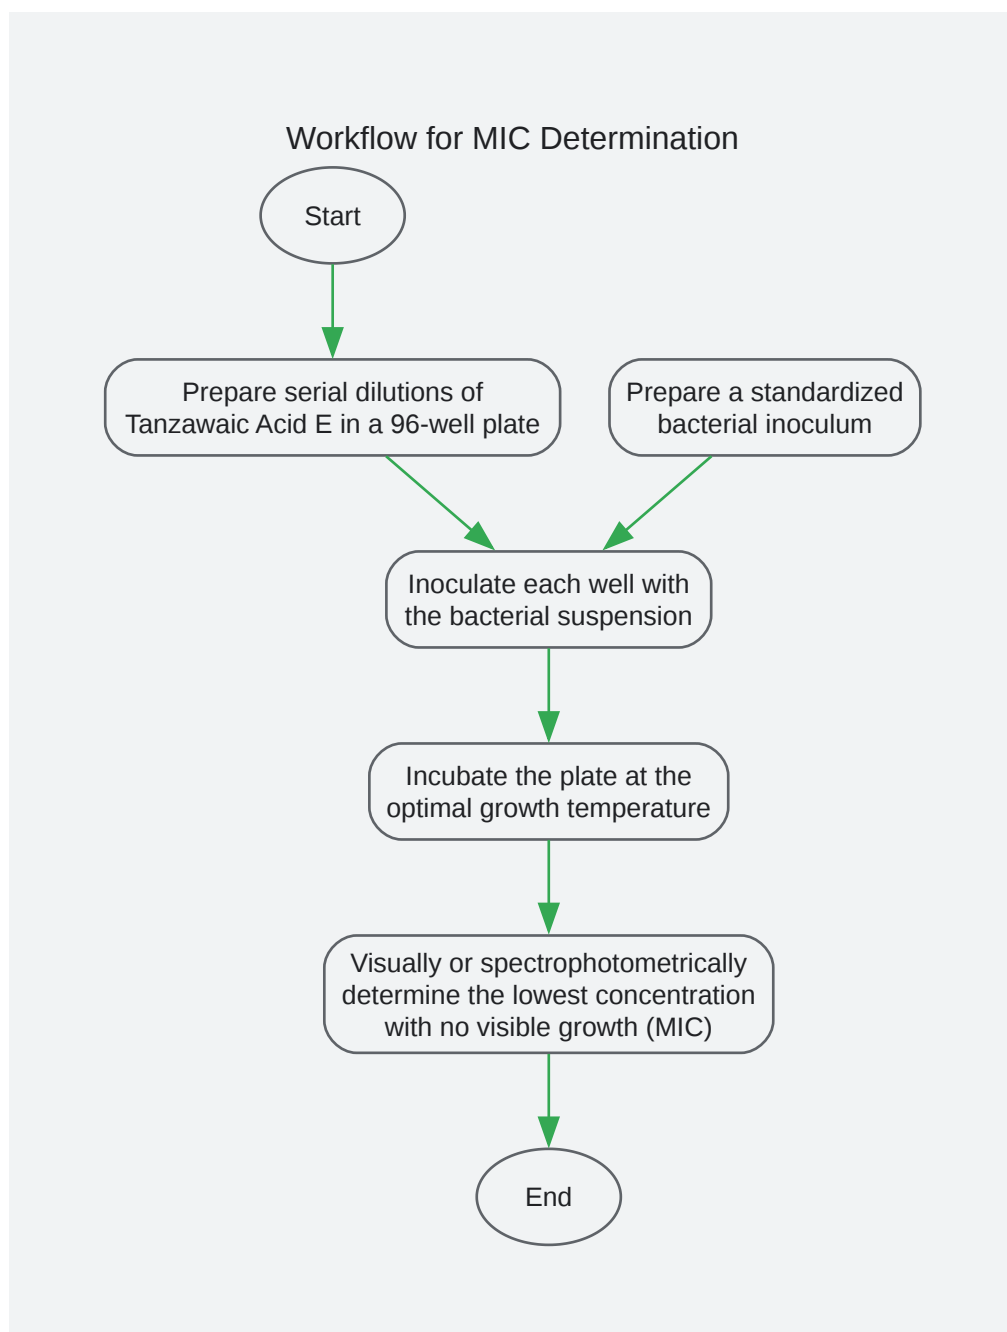 Workflow for MIC Determination
Start
Prepare serial dilutions of
Tanzawaic Acid E in a 96-well plate
Prepare a standardized
bacterial inoculum
Inoculate each well with
the bacterial suspension
Incubate the plate at the
optimal growth temperature
Visually or spectrophotometrically
determine the lowest concentration
with no visible growth (MIC)
End